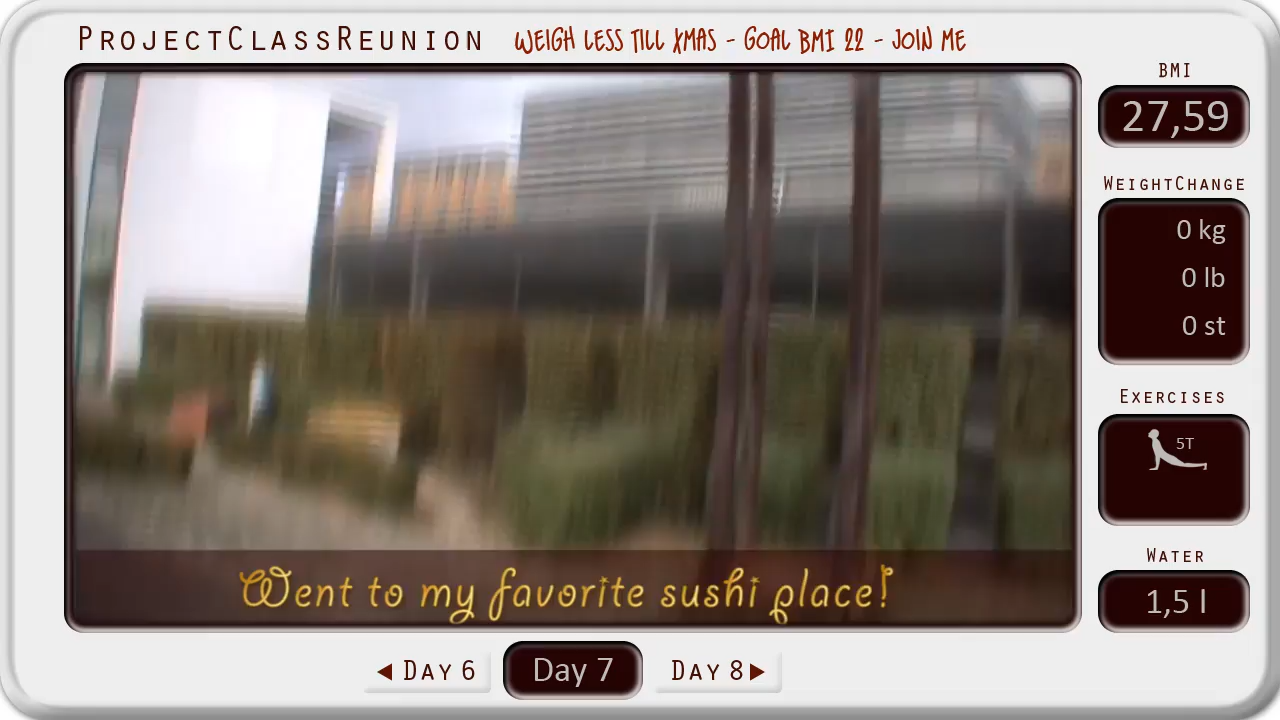 ProjectClassReunion WEIGH LESS TILL XMAS - GOAL BMI 22 - JOIN ME
BMI
27,59
WeightChange
0 kg
0 lb
0 st
Exercises
5T
Water
1,5 l
Went to my favorite sushi place!
◄ Day 6 Day 7 Day 8 ►